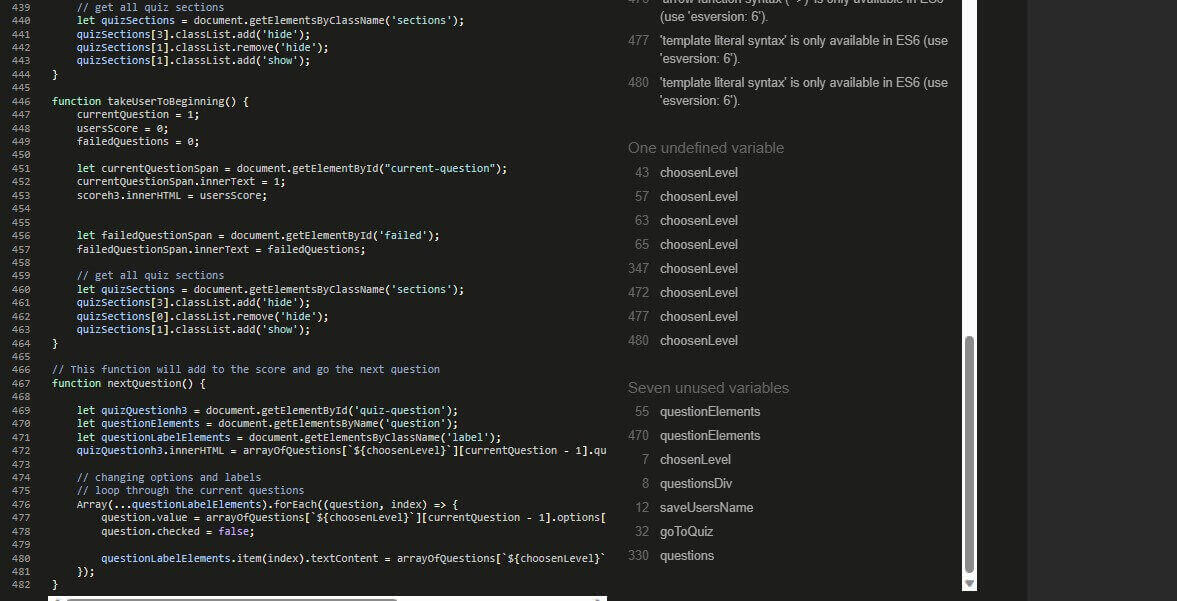 439 // get all quiz sections
440 let quizSections = document.getElementsByClassName('sections');
441 quizSections[3].classList.add('hide');
442 quizSections[1].classList.remove('hide');
443 quizSections[1].classList.add('show');
444 }
445
446 function takeUserToBeginning() {
447 currentQuestion = 1;
448 usersScore = 0;
449 failedQuestions = 0;
450
451 let currentQuestionSpan = document.getElementById("current-question");
452 currentQuestionSpan.innerText = 1;
453 scoreh3.innerHTML = usersScore;
454
455
456 let failedQuestionSpan = document.getElementById('failed');
457 failedQuestionSpan.innerText = failedQuestions;
458
459 // get all quiz sections
460 let quizSections = document.getElementsByClassName('sections');
461 quizSections[3].classList.add('hide');
462 quizSections[0].classList.remove('hide');
463 quizSections[1].classList.add('show');
464 }
465
466 // This function will add to the score and go the next question
467 function nextQuestion() {
468
469 let quizQuestionh3 = document.getElementById('quiz-question');
470 let questionElements = document.getElementsByName('question');
471 let questionLabelElements = document.getElementsByClassName('label');
472 quizQuestionh3.innerHTML = arrayOfQuestions[`${choosenLevel}`][currentQuestion - 1].qu
473
474 // changing options and labels
475 // loop through the current questions
476 Array(...questionLabelElements).forEach((question, index) => {
477 question.value = arrayOfQuestions[`${choosenLevel}`][currentQuestion - 1].options[
478 question.checked = false;
479
480 questionLabelElements.item(index).textContent = arrayOfQuestions[`${choosenLevel}`
481 });
482 }
476 'arrow function syntax (=>)' is only available in ES6
(use 'esversion: 6').
477 'template literal syntax' is only available in ES6 (use
'esversion: 6').
480 'template literal syntax' is only available in ES6 (use
'esversion: 6').
One undefined variable
43 choosenLevel
57 choosenLevel
63 choosenLevel
65 choosenLevel
347 choosenLevel
472 choosenLevel
477 choosenLevel
480 choosenLevel
Seven unused variables
55 questionElements
470 questionElements
7 chosenLevel
8 questionsDiv
12 saveUsersName
32 goToQuiz
330 questions